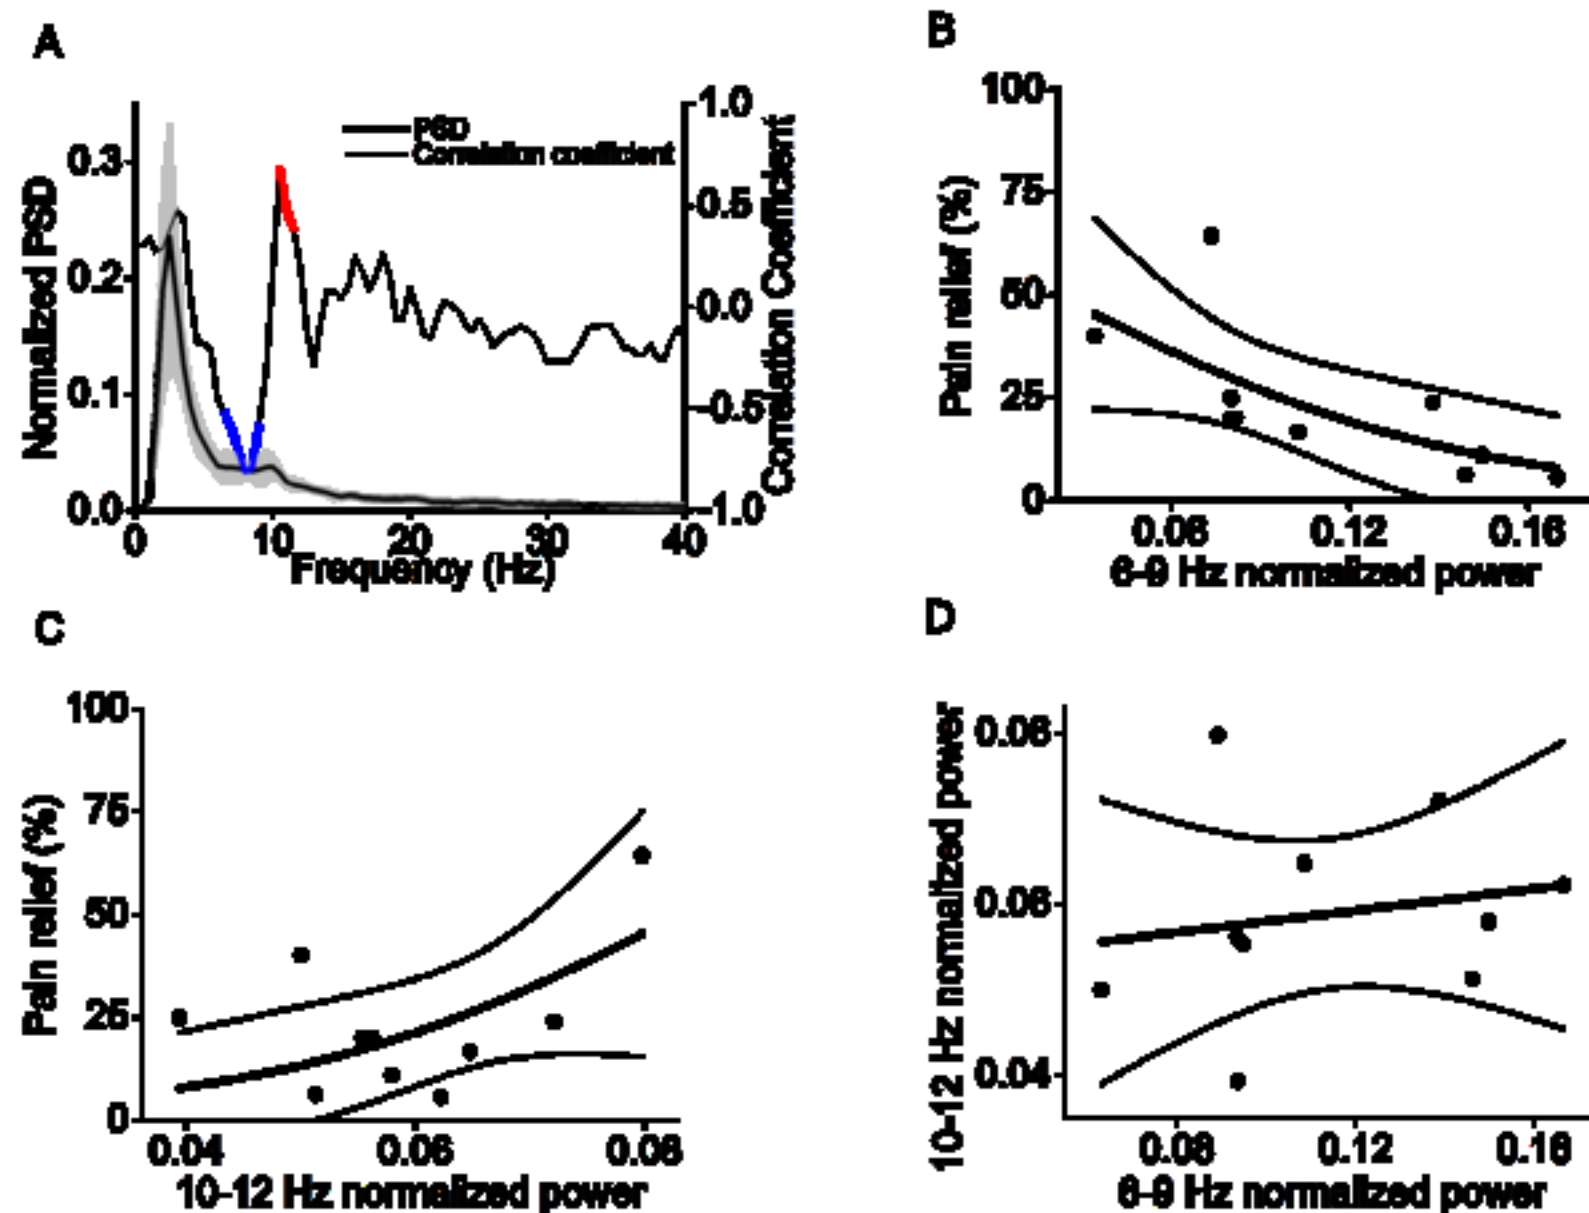 A
PSD
Correlation coefficient
Normalized PSD
0.3
0.2
0.1
0.0
1.0
0.5
0.0
-0.5
-1.0
Correlation Coefficient
0 10 20 30 40
Frequency (Hz)
B
Pain relief (%)
100
75
50
25
0
0.08 0.12 0.16
6-9 Hz normalized power
C
Pain relief (%)
100
75
50
25
0
0.04 0.06 0.08
10-12 Hz normalized power
D
10-12 Hz normalized power
0.08
0.06
0.04
0.08 0.12 0.16
6-9 Hz normalized power